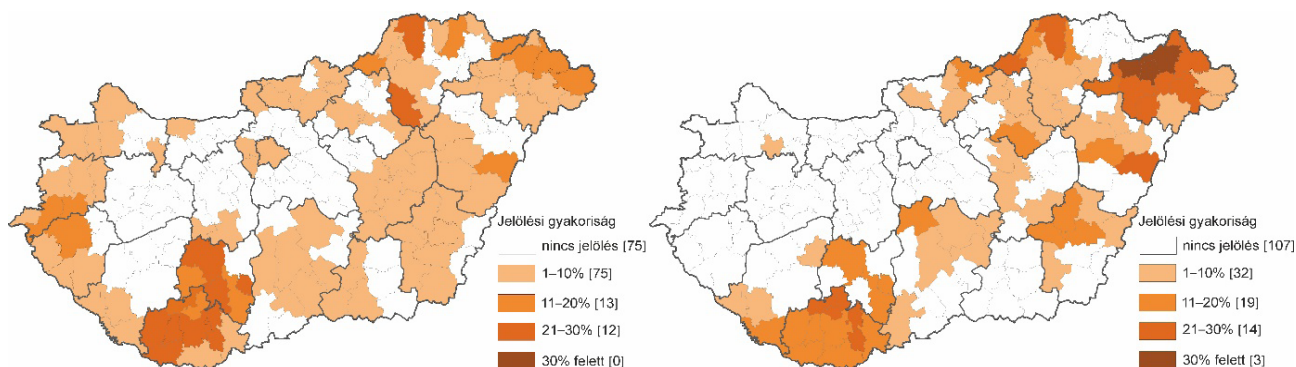 Jelölési gyakoriság
nincs jelölés [75]
1–10% [75]
11–20% [13]
21–30% [12]
30% felett [0]
Jelölési gyakoriság
nincs jelölés [107]
1–10% [32]
11–20% [19]
21–30% [14]
30% felett [3]